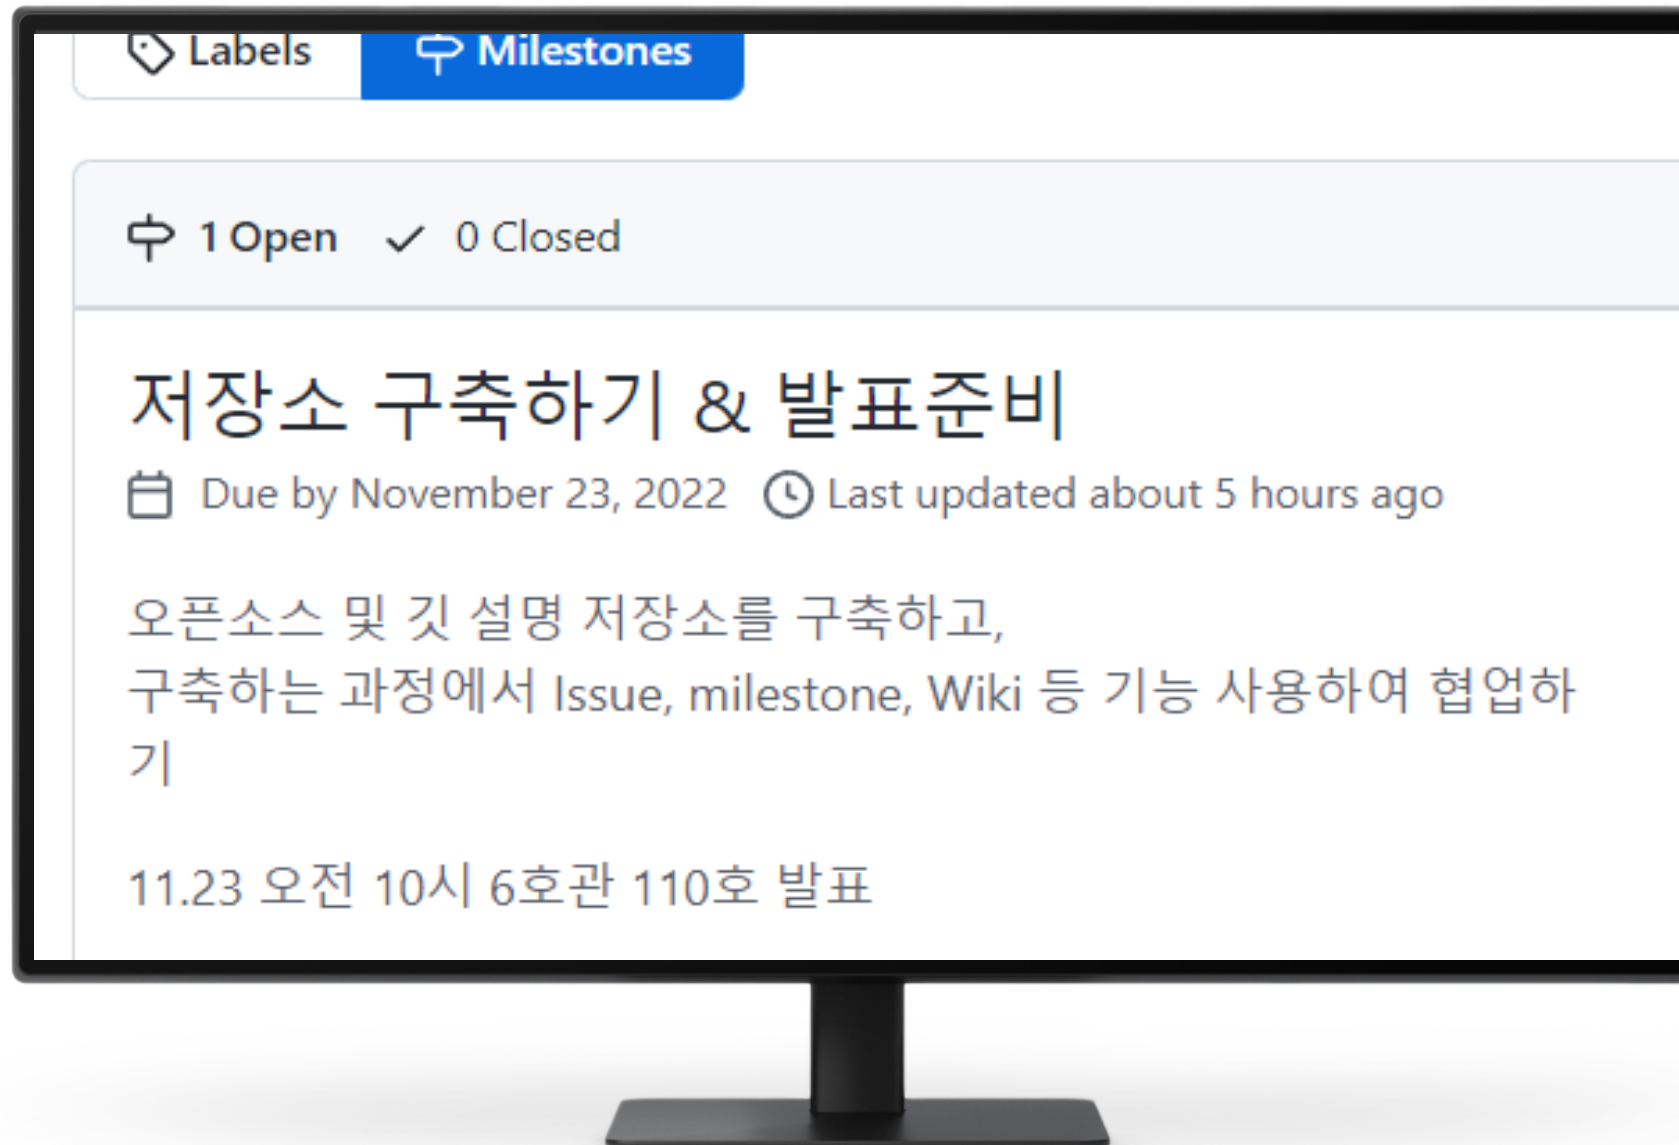 Labels
Milestones
1 Open
0 Closed
저장소 구축하기 & 발표준비
Due by November 23, 2022
Last updated about 5 hours ago
오픈소스 및 깃 설명 저장소를 구축하고,
구축하는 과정에서 Issue, milestone, Wiki 등 기능 사용하여 협업하
기
11.23 오전 10시 6호관 110호 발표